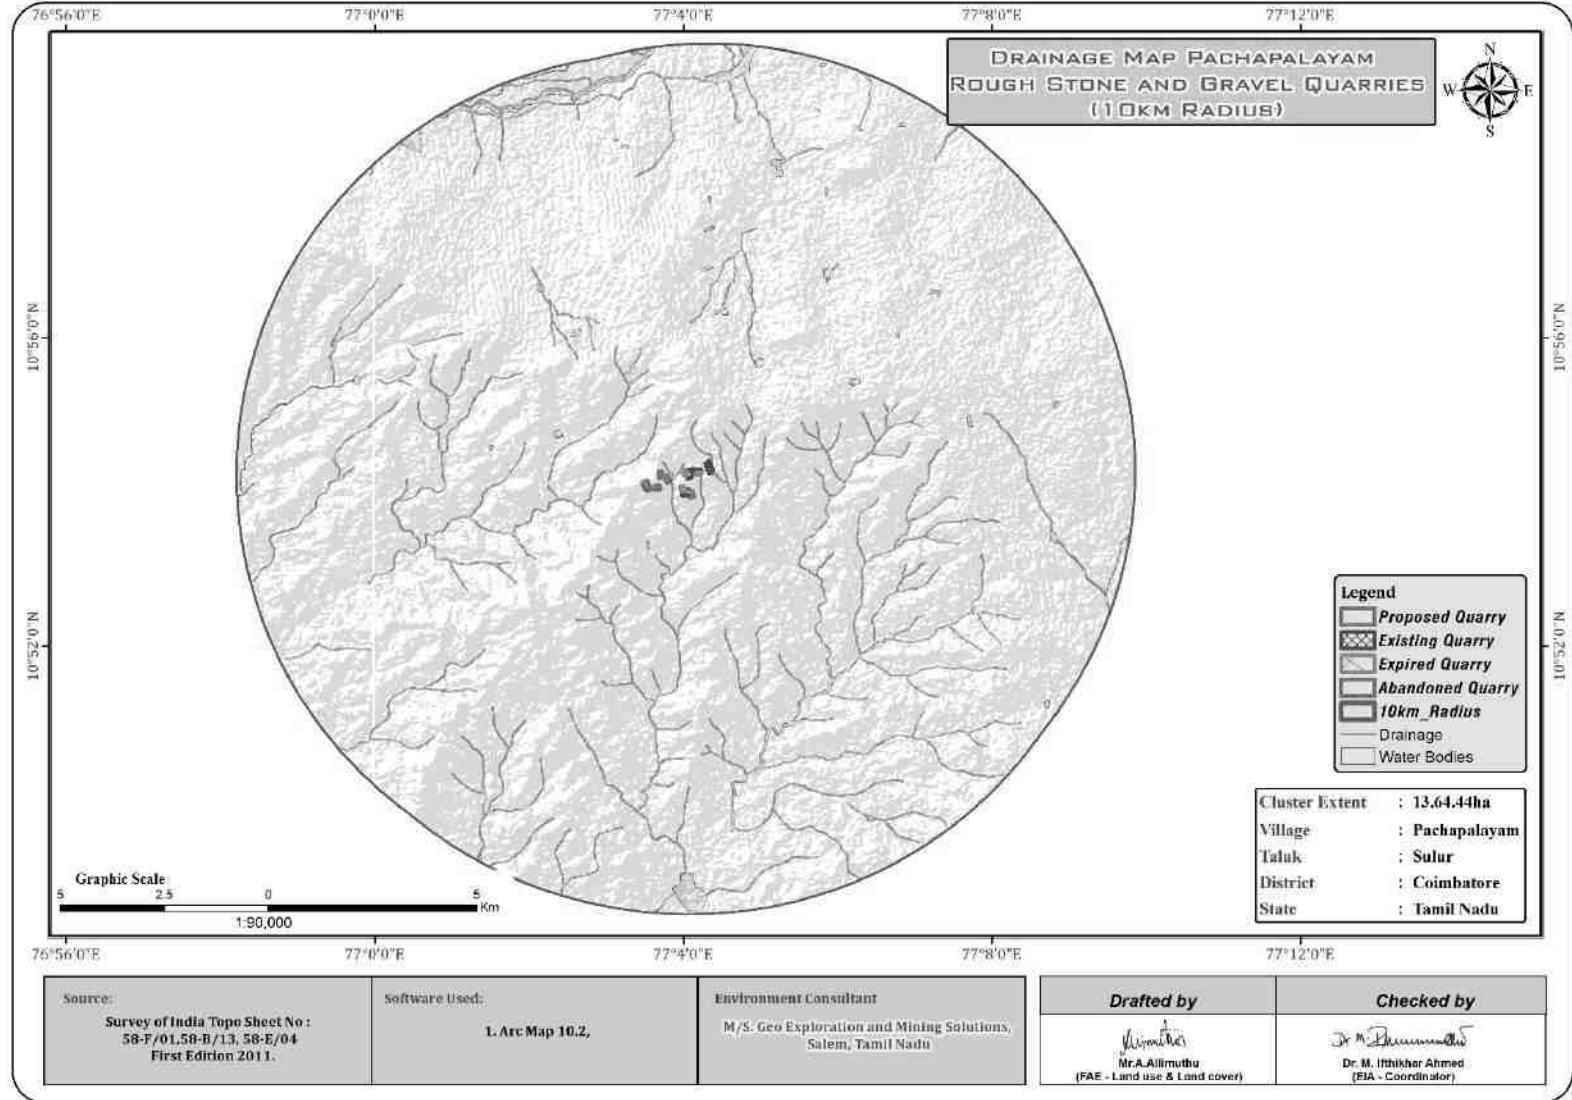 76°56'0"E 77°0'0"E 77°4'0"E 77°8'0"E 77°12'0"E
DRAINAGE MAP PACHAPALAYAM
ROUGH STONE AND GRAVEL QUARRIES
(10KM RADIUS)
N
W E
S
10°56'0"N 10°56'0"N
10°52'0"N 10°52'0"N
Legend
Proposed Quarry
Existing Quarry
Expired Quarry
Abandoned Quarry
10km_Radius
Drainage
Water Bodies
Cluster Extent : 13.64.44ha
Village : Pachapalayam
Taluk : Sulur
District : Coimbatore
State : Tamil Nadu
Graphic Scale
5 2.5 0 5
Km
1:90,000
76°56'0"E 77°0'0"E 77°4'0"E 77°8'0"E 77°12'0"E
Source:
Survey of India Topo Sheet No :
58-F/01,58-B/13, 58-E/04
First Edition 2011.
Software Used:
1. Arc Map 10.2,
Environment Consultant
M/S. Geo Exploration and Mining Solutions,
Salem, Tamil Nadu
Drafted by
Mr.A.Allimuthu
(FAE - Land use & Land cover)
Checked by
Dr. M. Ifthikhar Ahmed
(EIA - Coordinator)